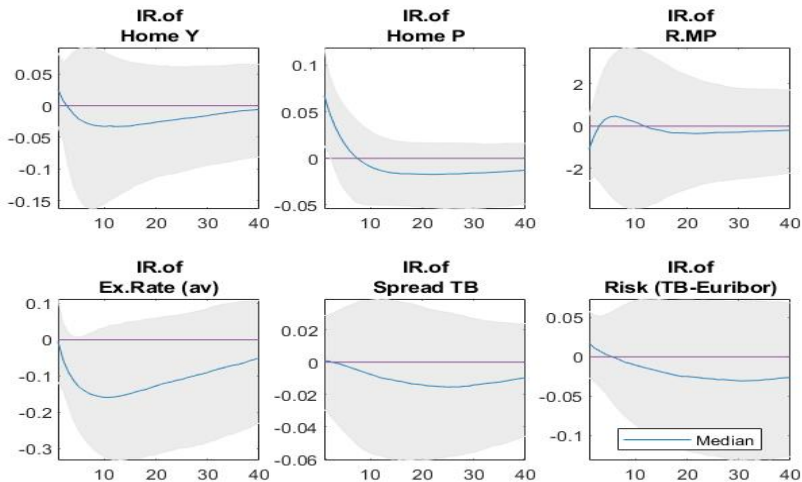 IR.of
Home Y
0.05
0
-0.05
-0.1
-0.15
10 20 30 40
IR.of
Home P
0.1
0.05
0
-0.05
10 20 30 40
IR.of
R.MP
2
0
-2
10 20 30 40
IR.of
Ex.Rate (av)
0.1
0
-0.1
-0.2
-0.3
10 20 30 40
IR.of
Spread TB
0.02
0
-0.02
-0.04
-0.06
10 20 30 40
IR.of
Risk (TB-Euribor)
0.05
0
-0.05
-0.1
10 20 30 40
Median